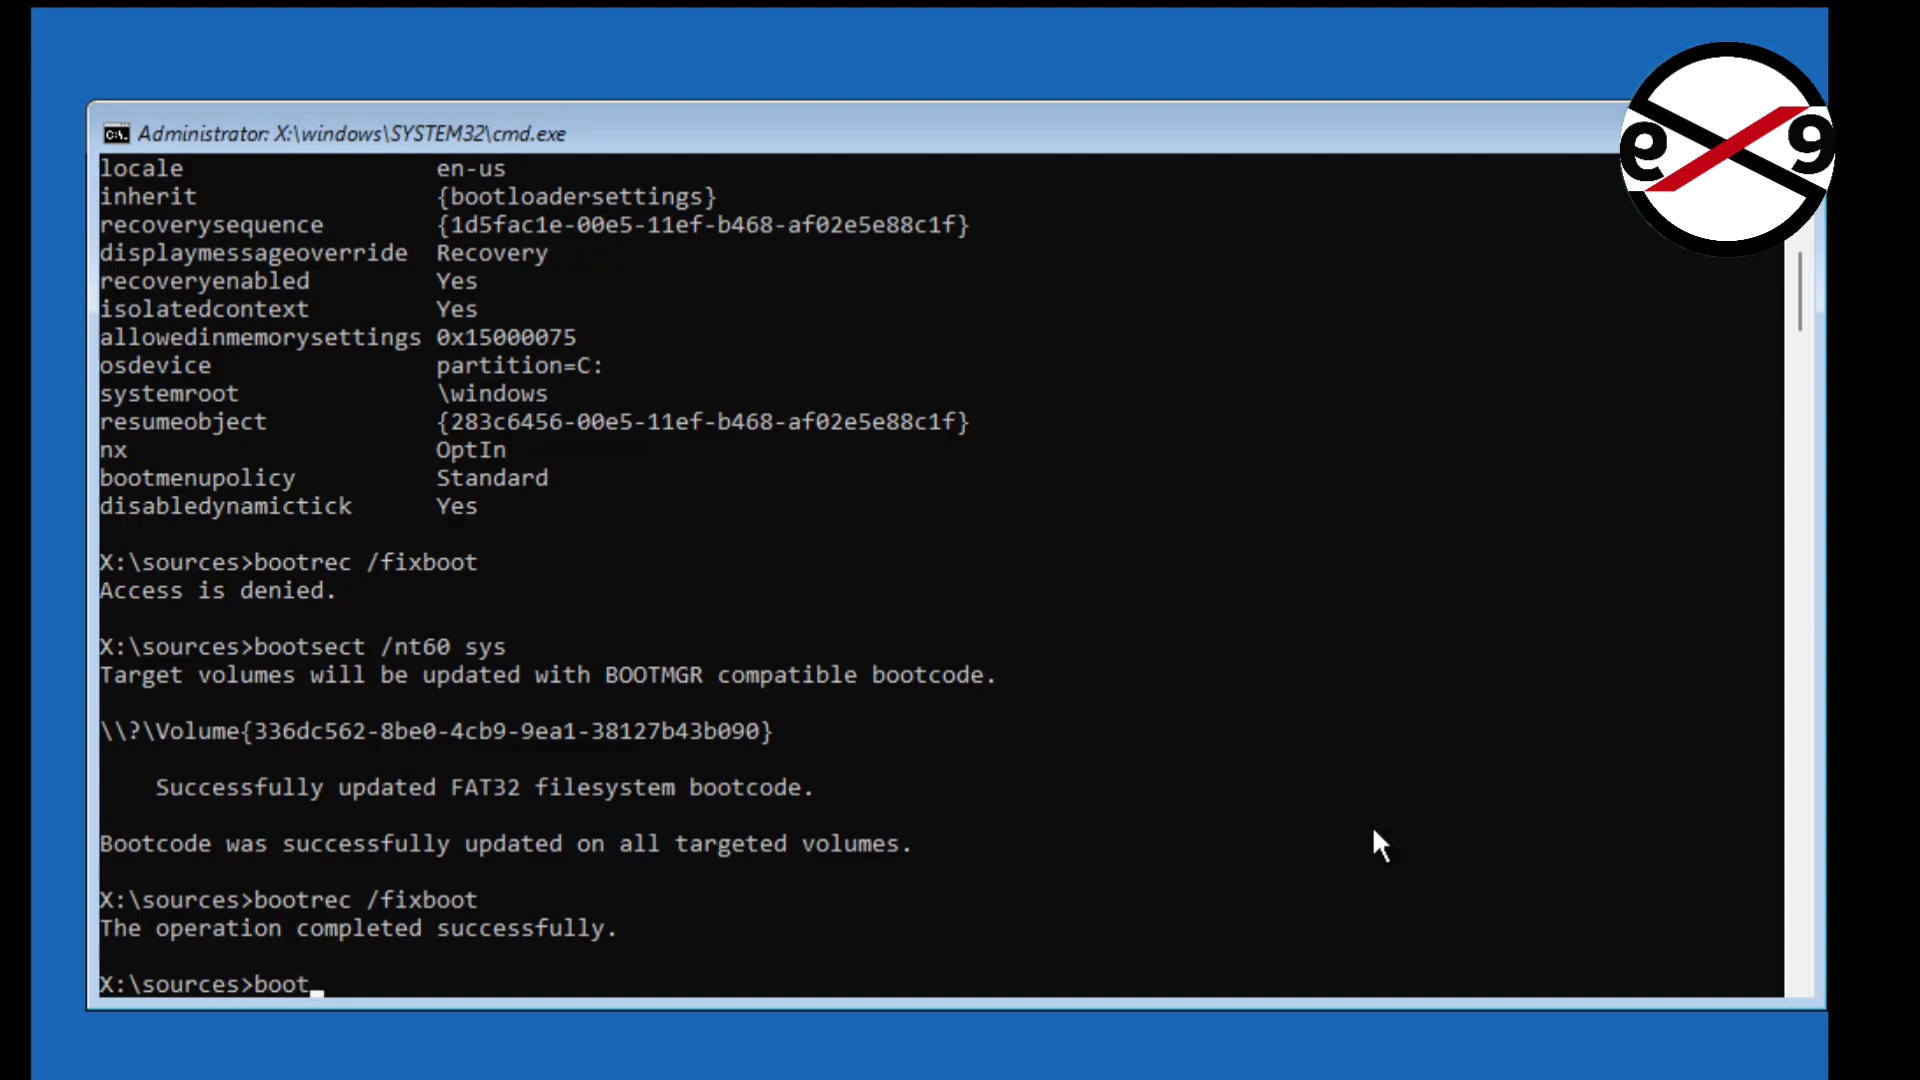 Administrator: X:\windows\SYSTEM32\cmd.exe
locale                  en-us
inherit                 {bootloadersettings}
recoverysequence        {1d5fac1e-00e5-11ef-b468-af02e5e88c1f}
displaymessageoverride  Recovery
recoveryenabled         Yes
isolatedcontext         Yes
allowedinmemorysettings 0x15000075
osdevice                partition=C:
systemroot              \windows
resumeobject            {283c6456-00e5-11ef-b468-af02e5e88c1f}
nx                      OptIn
bootmenupolicy          Standard
disabledynamictick      Yes
X:\sources>bootrec /fixboot
Access is denied.
X:\sources>bootsect /nt60 sys
Target volumes will be updated with BOOTMGR compatible bootcode.
\\?\Volume{336dc562-8be0-4cb9-9ea1-38127b43b090}
    Successfully updated FAT32 filesystem bootcode.
Bootcode was successfully updated on all targeted volumes.
X:\sources>bootrec /fixboot
The operation completed successfully.
X:\sources>boot
e9